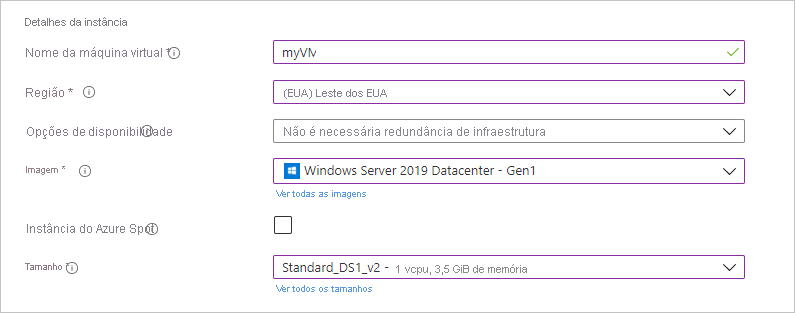 Detalhes da instância
Nome da máquina virtual * myVM
Região * (EUA) Leste dos EUA
Opções de disponibilidade Não é necessária redundância de infraestrutura
Imagem * Windows Server 2019 Datacenter - Gen1
Ver todas as imagens
Instância do Azure Spot
Tamanho * Standard_DS1_v2 - 1 vcpu, 3,5 GiB de memória
Ver todos os tamanhos